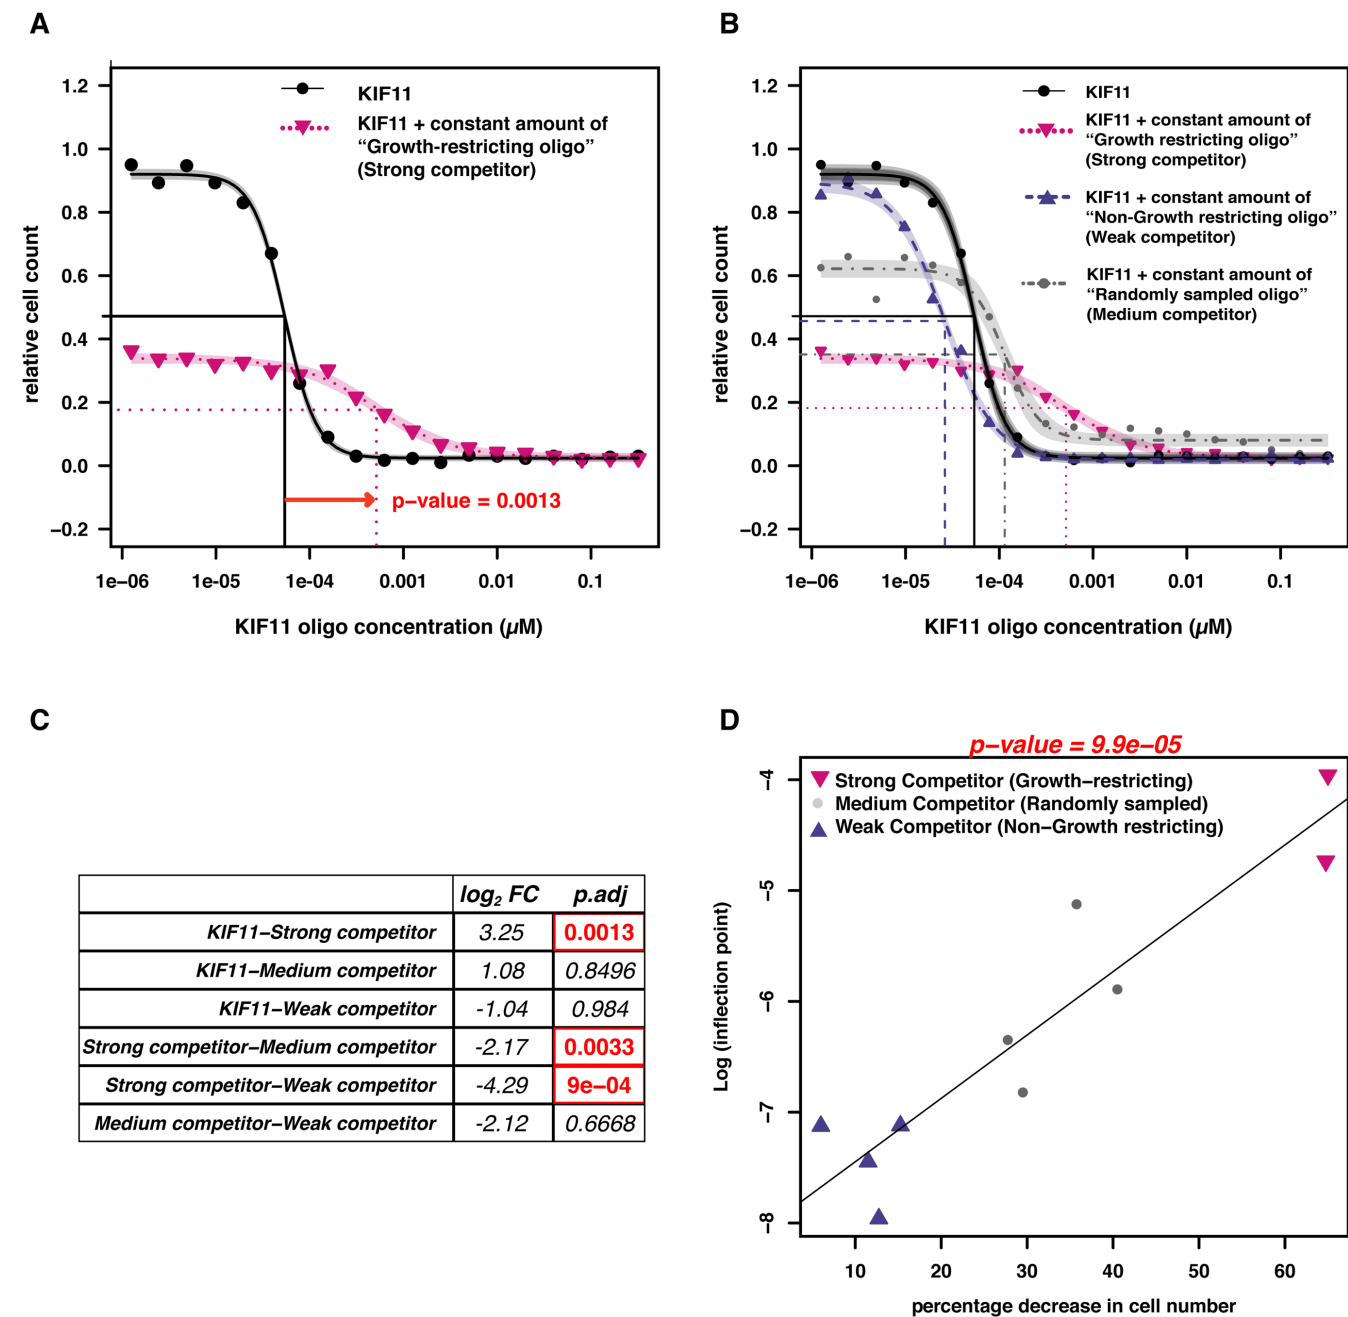 A
1.2
1.0
0.8
0.6
0.4
0.2
0.0
−0.2
relative cell count
KIF11
KIF11 + constant amount of
“Growth-restricting oligo”
(Strong competitor)
p−value = 0.0013
1e−06
1e−05
1e−04
0.001
0.01
0.1
KIF11 oligo concentration (µM)
B
1.2
1.0
0.8
0.6
0.4
0.2
0.0
−0.2
relative cell count
KIF11
KIF11 + constant amount of
“Growth restricting oligo”
(Strong competitor)
KIF11 + constant amount of
“Non-Growth restricting oligo”
(Weak competitor)
KIF11 + constant amount of
“Randomly sampled oligo”
(Medium competitor)
1e−06
1e−05
1e−04
0.001
0.01
0.1
KIF11 oligo concentration (µM)
C
log2 FC p.adj
KIF11−Strong competitor 3.25 0.0013
KIF11−Medium competitor 1.08 0.8496
KIF11−Weak competitor -1.04 0.984
Strong competitor−Medium competitor -2.17 0.0033
Strong competitor−Weak competitor -4.29 9e−04
Medium competitor−Weak competitor -2.12 0.6668
D
p−value = 9.9e−05
Strong Competitor (Growth−restricting)
Medium Competitor (Randomly sampled)
Weak Competitor (Non−Growth restricting)
−4
−5
−6
−7
−8
Log (inflection point)
10
20
30
40
50
60
percentage decrease in cell number